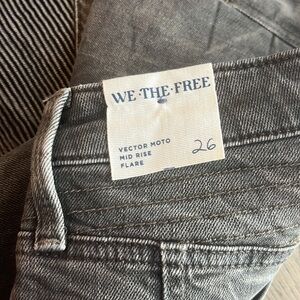 WE·THE·FREE
VECTOR MOTO
MID RISE
FLARE
26